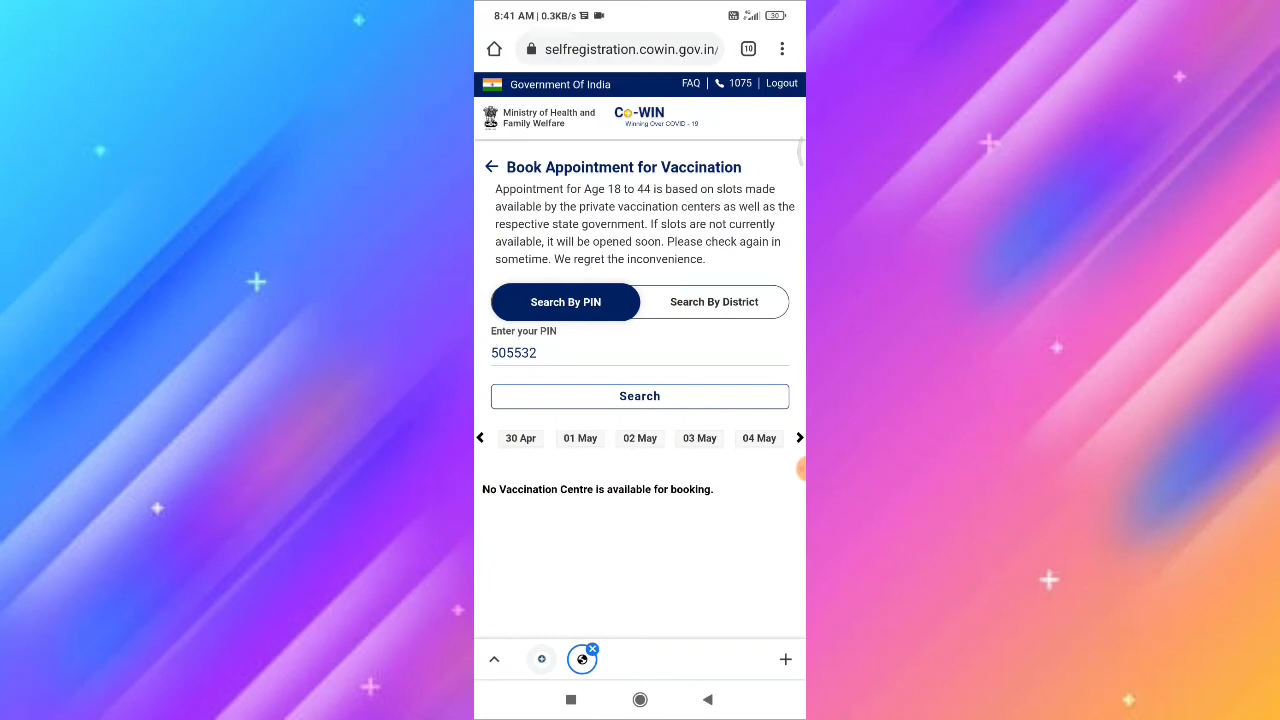 8:41 AM | 0.3KB/s
4G
30
selfregistration.cowin.gov.in/
10
Government Of India
FAQ | 1075 | Logout
Ministry of Health and
Family Welfare
Co-WIN
Winning Over COVID - 19
Book Appointment for Vaccination
Appointment for Age 18 to 44 is based on slots made
available by the private vaccination centers as well as the
respective state government. If slots are not currently
available, it will be opened soon. Please check again in
sometime. We regret the inconvenience.
Search By PIN
Search By District
Enter your PIN
505532
Search
30 Apr 01 May 02 May 03 May 04 May
No Vaccination Centre is available for booking.